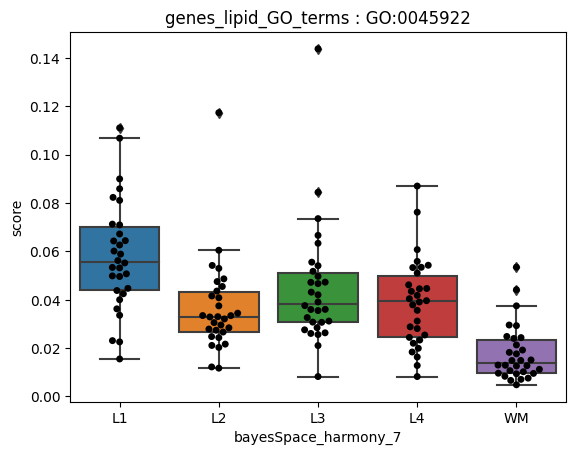 genes_lipid_GO_terms : GO:0045922
score
0.14
0.12
0.10
0.08
0.06
0.04
0.02
0.00
L1 L2 L3 L4 WM
bayesSpace_harmony_7